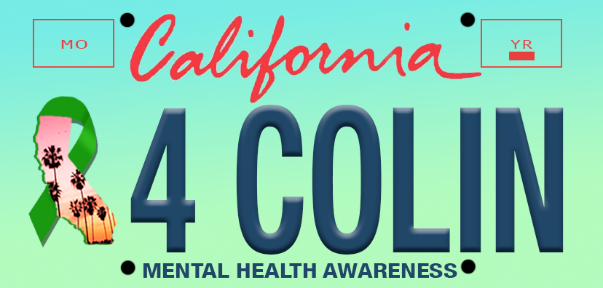 MO
California
YR
4 COLIN
MENTAL HEALTH AWARENESS